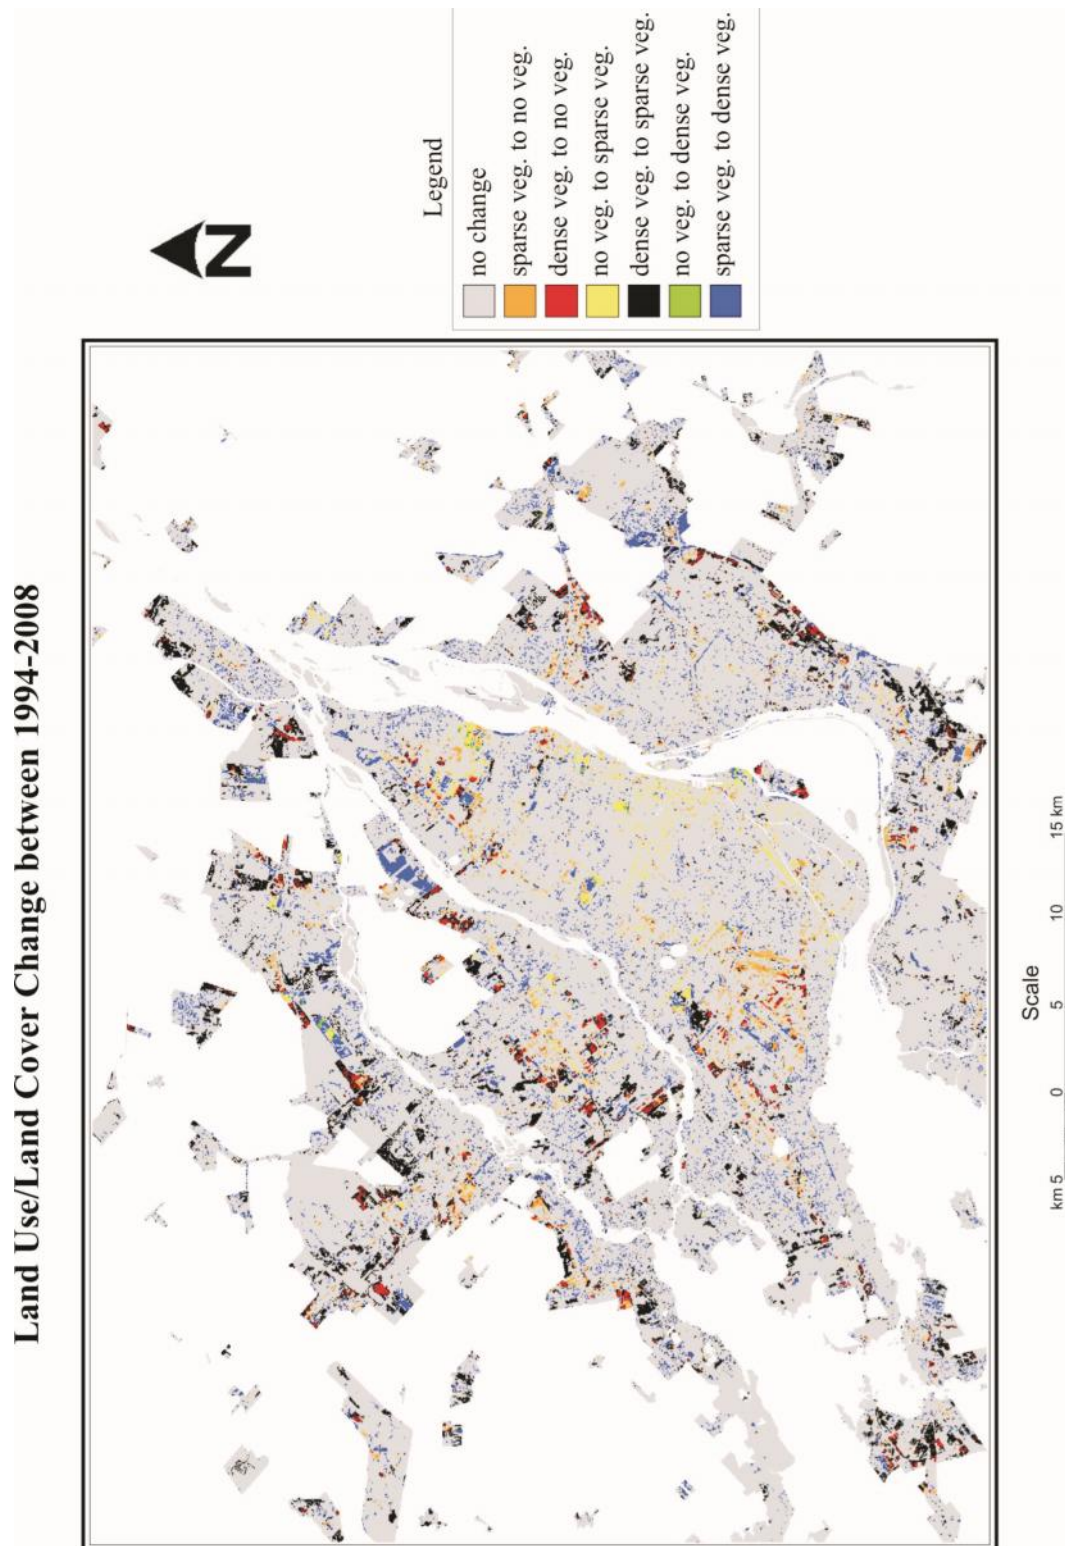 Land Use/Land Cover Change between 1994-2008
N
Legend
no change
sparse veg. to no veg.
dense veg. to no veg.
no veg. to sparse veg.
dense veg. to sparse veg.
no veg. to dense veg.
sparse veg. to dense veg.
Scale
km 5 0 5 10 15 km